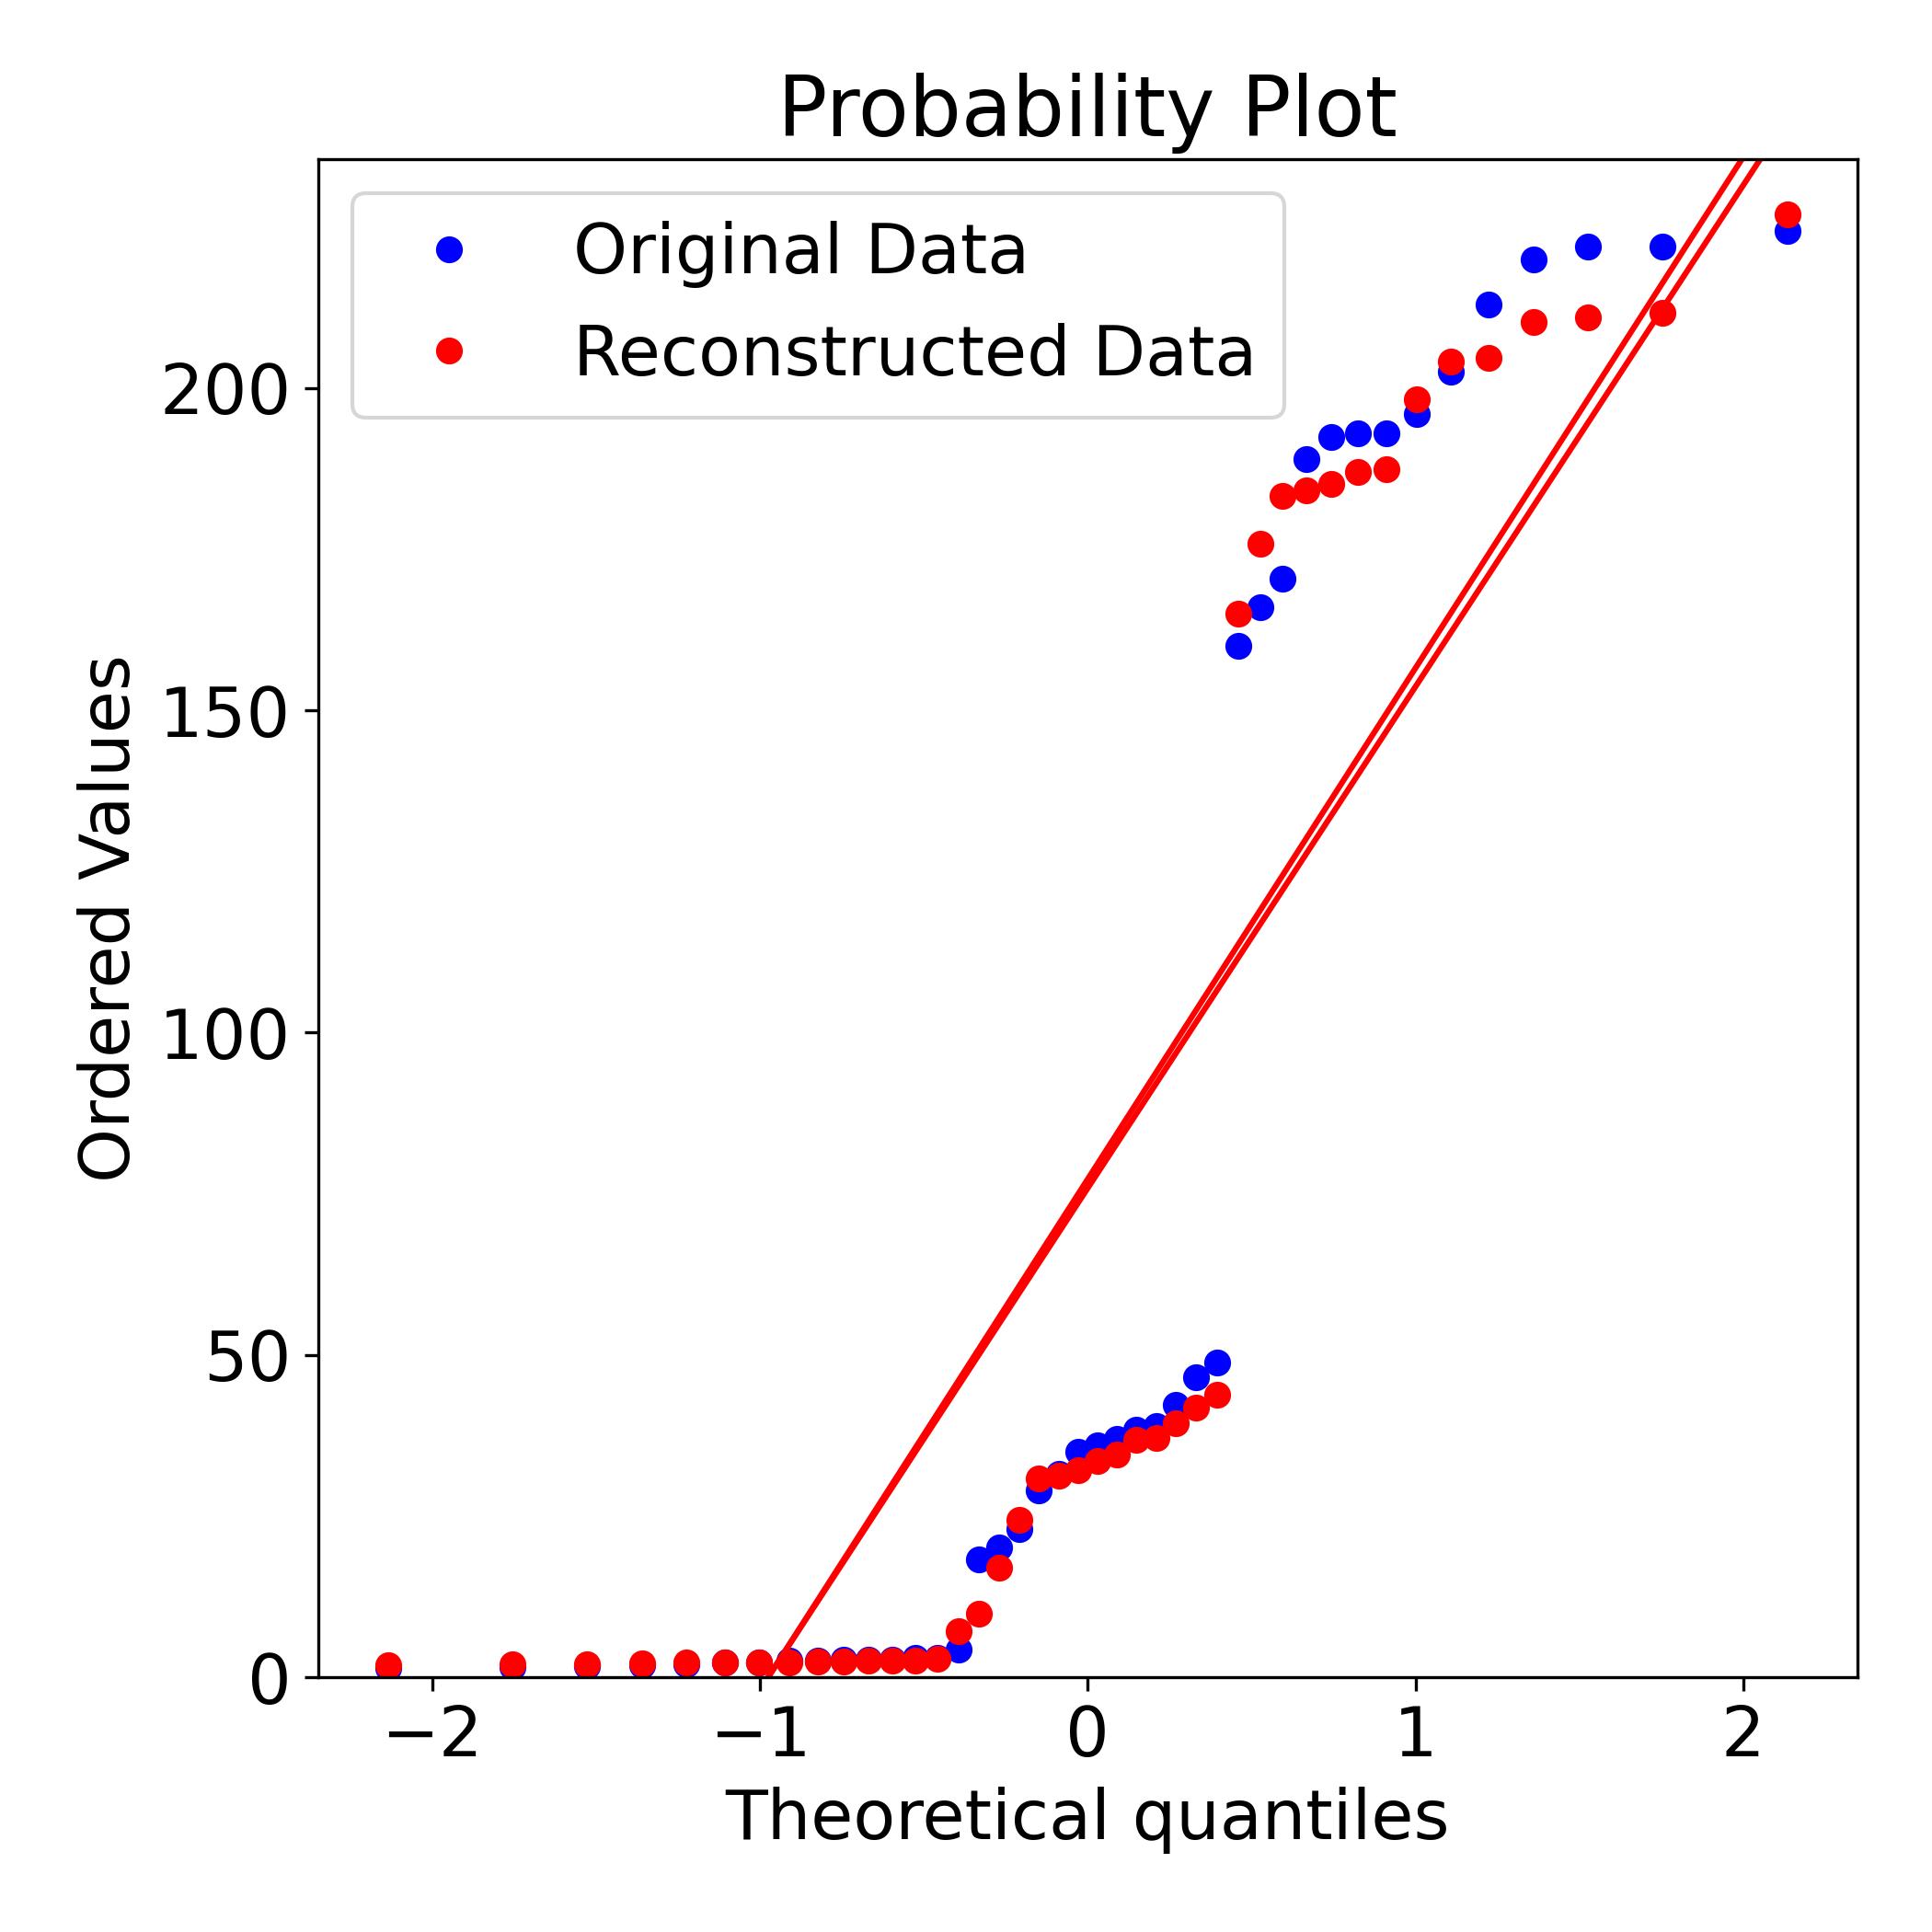 Probability Plot
Original Data
Reconstructed Data
200
150
100
50
0
Ordered Values
−2
−1
0
1
2
Theoretical quantiles